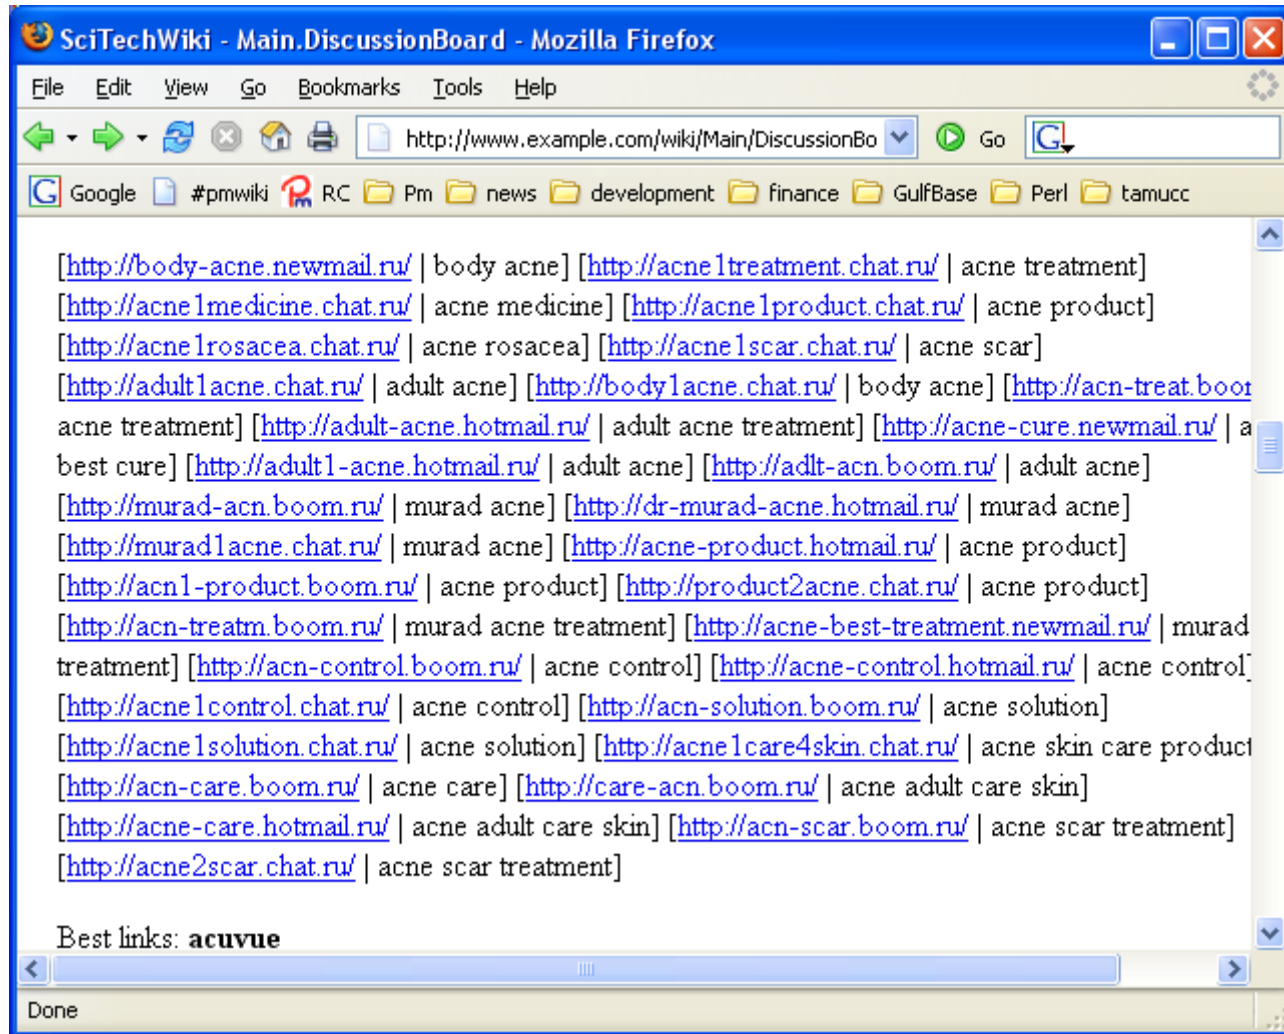 SciTechWiki - Main.DiscussionBoard - Mozilla Firefox
File Edit View Go Bookmarks Tools Help
http://www.example.com/wiki/Main/DiscussionBo Go G
G Google #pmwiki RC Pm news development finance GulfBase Perl tamucc
[http://body-acne.newmail.ru/ | body acne] [http://acne1treatment.chat.ru/ | acne treatment]
[http://acne1medicine.chat.ru/ | acne medicine] [http://acne1product.chat.ru/ | acne product]
[http://acne1rosacea.chat.ru/ | acne rosacea] [http://acne1scar.chat.ru/ | acne scar]
[http://adult1acne.chat.ru/ | adult acne] [http://body1acne.chat.ru/ | body acne] [http://acn-treat.boor
acne treatment] [http://adult-acne.hotmail.ru/ | adult acne treatment] [http://acne-cure.newmail.ru/ | a
best cure] [http://adult1-acne.hotmail.ru/ | adult acne] [http://adlt-acn.boom.ru/ | adult acne]
[http://murad-acn.boom.ru/ | murad acne] [http://dr-murad-acne.hotmail.ru/ | murad acne]
[http://murad1acne.chat.ru/ | murad acne] [http://acne-product.hotmail.ru/ | acne product]
[http://acn1-product.boom.ru/ | acne product] [http://product2acne.chat.ru/ | acne product]
[http://acn-treatm.boom.ru/ | murad acne treatment] [http://acne-best-treatment.newmail.ru/ | murad
treatment] [http://acn-control.boom.ru/ | acne control] [http://acne-control.hotmail.ru/ | acne control]
[http://acne1control.chat.ru/ | acne control] [http://acn-solution.boom.ru/ | acne solution]
[http://acne1solution.chat.ru/ | acne solution] [http://acne1care4skin.chat.ru/ | acne skin care product
[http://acn-care.boom.ru/ | acne care] [http://care-acn.boom.ru/ | acne adult care skin]
[http://acne-care.hotmail.ru/ | acne adult care skin] [http://acn-scar.boom.ru/ | acne scar treatment]
[http://acne2scar.chat.ru/ | acne scar treatment]
Best links: acuvue
Done